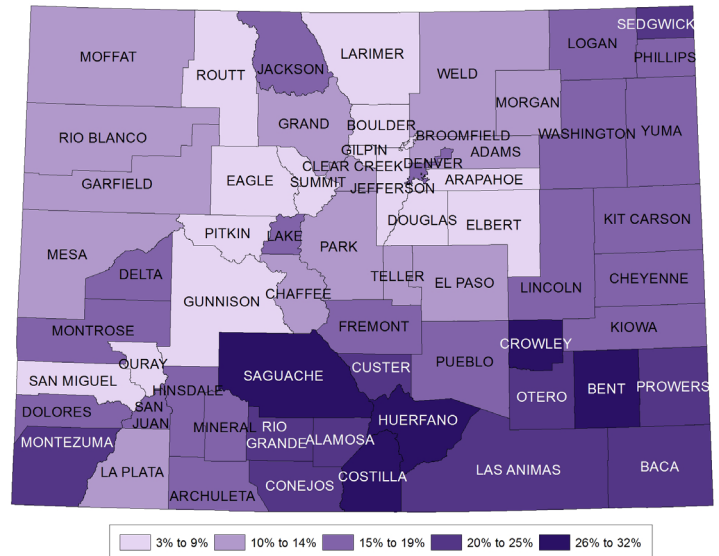 SEDGWICK
MOFFAT
LARIMER
LOGAN
ROUTT
JACKSON
WELD
PHILLIPS
MORGAN
GRAND
BOULDER
RIO BLANCO
BROOMFIELD
WASHINGTON
YUMA
GILPIN
ADAMS
CLEAR CREEK
DENVER
GARFIELD
EAGLE
SUMMIT
JEFFERSON
ARAPAHOE
DOUGLAS
ELBERT
KIT CARSON
PITKIN
LAKE
MESA
PARK
DELTA
TELLER
EL PASO
CHEYENNE
LINCOLN
GUNNISON
CHAFFEE
MONTROSE
FREMONT
KIOWA
CROWLEY
OURAY
PUEBLO
SAGUACHE
CUSTER
SAN MIGUEL
HINSDALE
OTERO
BENT
PROWERS
DOLORES
SAN
JUAN
MINERAL
RIO
GRANDE
ALAMOSA
HUERFANO
MONTEZUMA
LA PLATA
COSTILLA
LAS ANIMAS
BACA
CONEJOS
ARCHULETA
3% to 9% 10% to 14% 15% to 19% 20% to 25% 26% to 32%